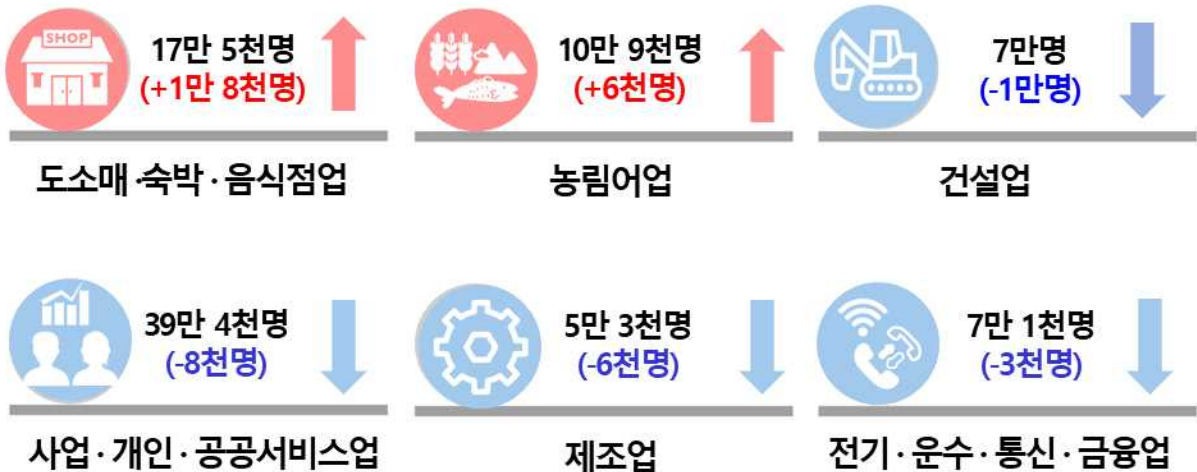 SHOP
17만 5천명
(+1만 8천명)
도소매·숙박·음식점업
10만 9천명
(+6천명)
농림어업
7만명
(-1만명)
건설업
39만 4천명
(-8천명)
사업·개인·공공서비스업
5만 3천명
(-6천명)
제조업
7만 1천명
(-3천명)
전기·운수·통신·금융업